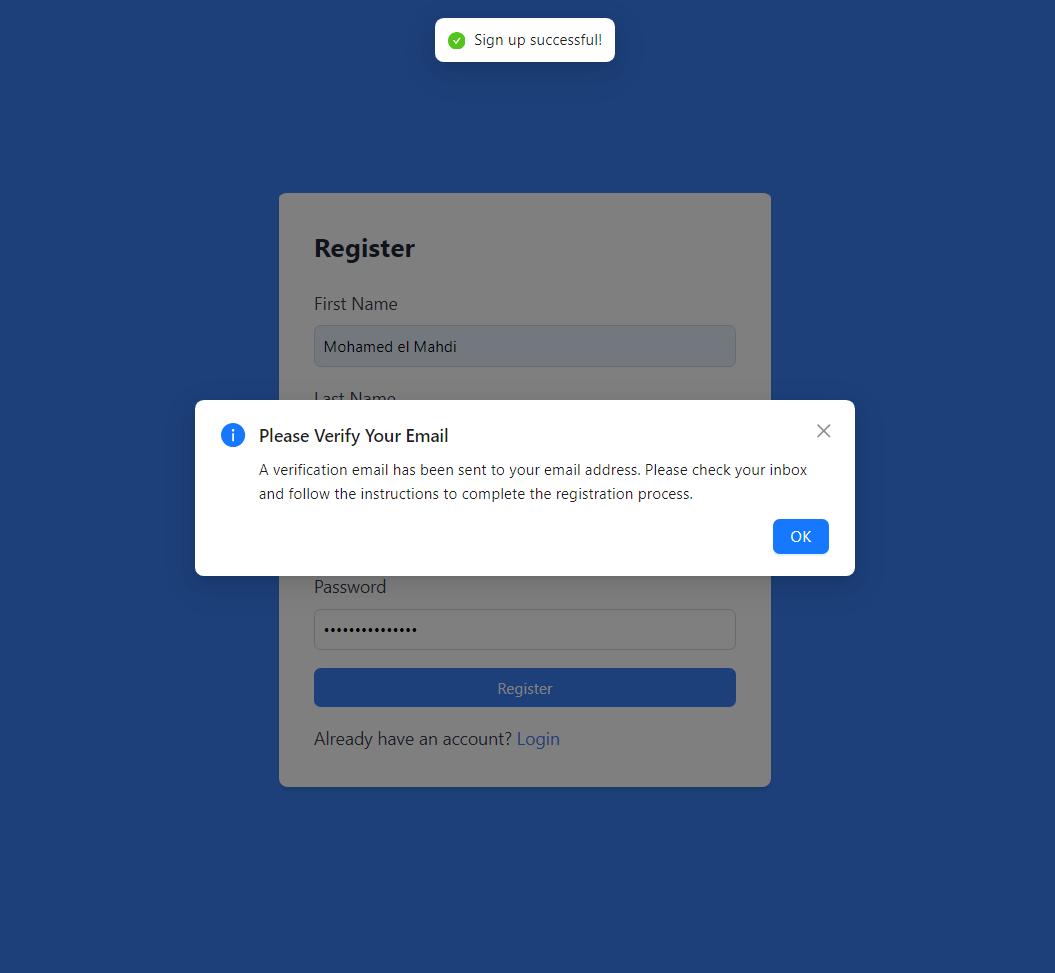 Sign up successful!
Register
First Name
Mohamed el Mahdi
Last Name
Please Verify Your Email
A verification email has been sent to your email address. Please check your inbox
and follow the instructions to complete the registration process.
OK
Password
•••••••••••••••
Register
Already have an account? Login